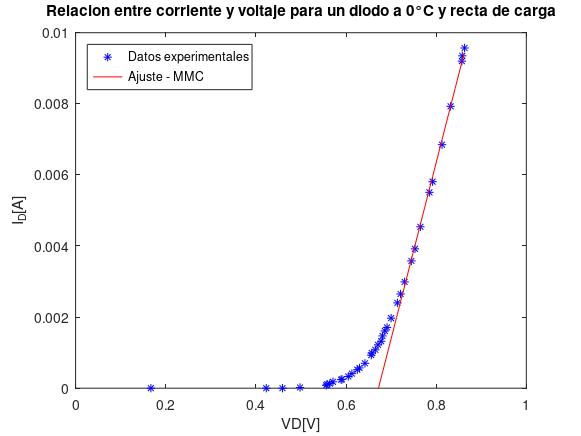 Relacion entre corriente y voltaje para un diodo a 0°C y recta de carga
0.01
Datos experimentales
Ajuste - MMC
0.008
0.006
I_D[A]
0.004
0.002
0
0 0.2 0.4 0.6 0.8 1
VD[V]